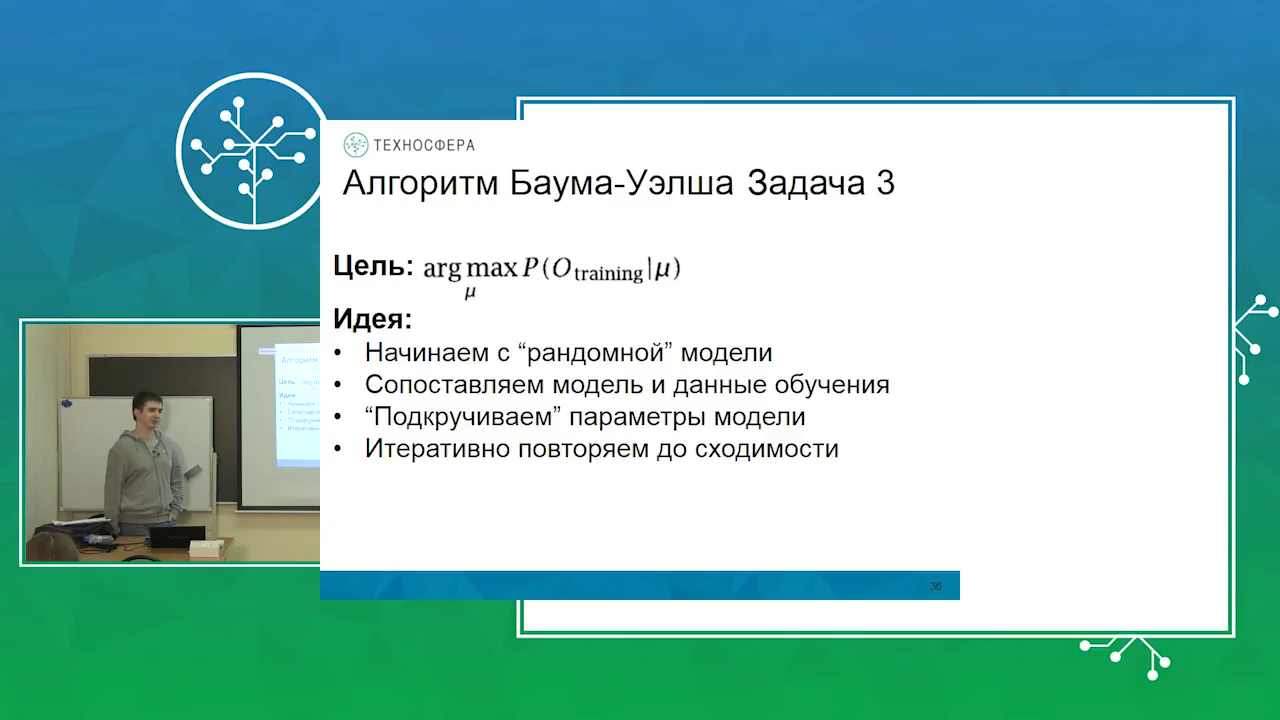 ТЕХНОСФЕРА
Алгоритм Баума-Уэлша Задача 3
Цель: arg max P(O training|μ)
μ
Идея:
• Начинаем с “рандомной” модели
• Сопоставляем модель и данные обучения
• “Подкручиваем” параметры модели
• Итеративно повторяем до сходимости
36